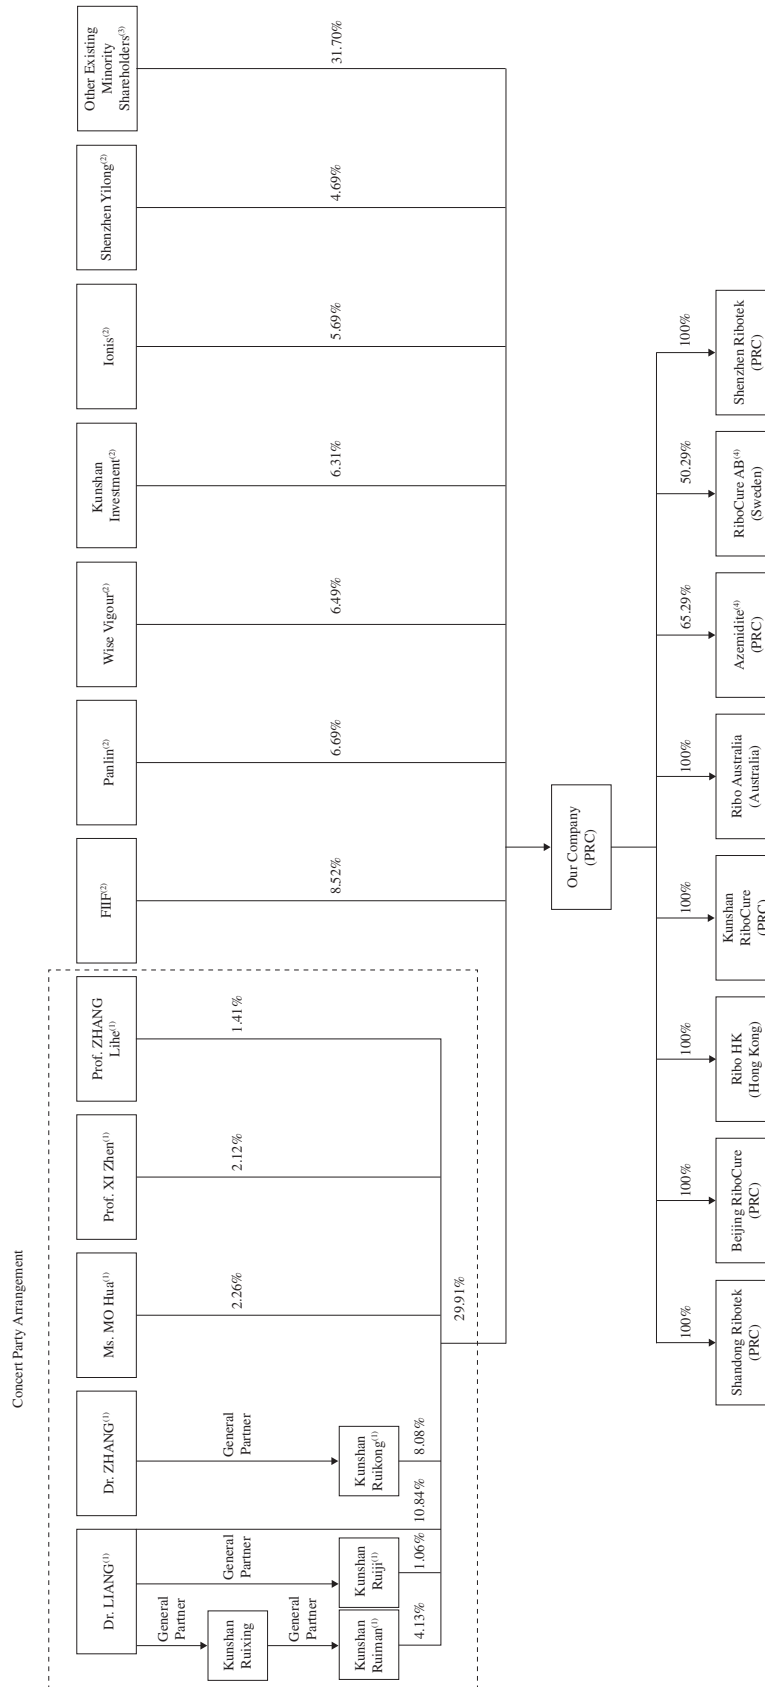 Concert Party Arrangement
Dr. LIANG(1)
Dr. ZHANG(1)
Ms. MO Hua(1)
Prof. XI Zhen(1)
Prof. ZHANG
Lihe(1)
FIIF(2)
Panlin(2)
Wise Vigour(2)
Kunshan
Investment(2)
Ionis(2)
Shenzhen Yilong(2)
Other Existing
Minority
Shareholders(3)
General
Partner
Kunshan
Ruixing
General
Partner
General
Partner
General
Partner
2.26%
2.12%
1.41%
8.52%
6.69%
6.49%
6.31%
5.69%
4.69%
31.70%
Kunshan
Ruiman(1)
Kunshan
Ruiji(1)
Kunshan
Ruikong(1)
4.13%
1.06%
10.84%
8.08%
29.91%
Our Company
(PRC)
100%
100%
100%
100%
100%
65.29%
50.29%
100%
Shandong Ribotek
(PRC)
Beijing RiboCure
(PRC)
Ribo HK
(Hong Kong)
Kunshan
RiboCure
(PRC)
Ribo Australia
(Australia)
Azemidite(4)
(PRC)
RiboCure AB(4)
(Sweden)
Shenzhen Ribotek
(PRC)